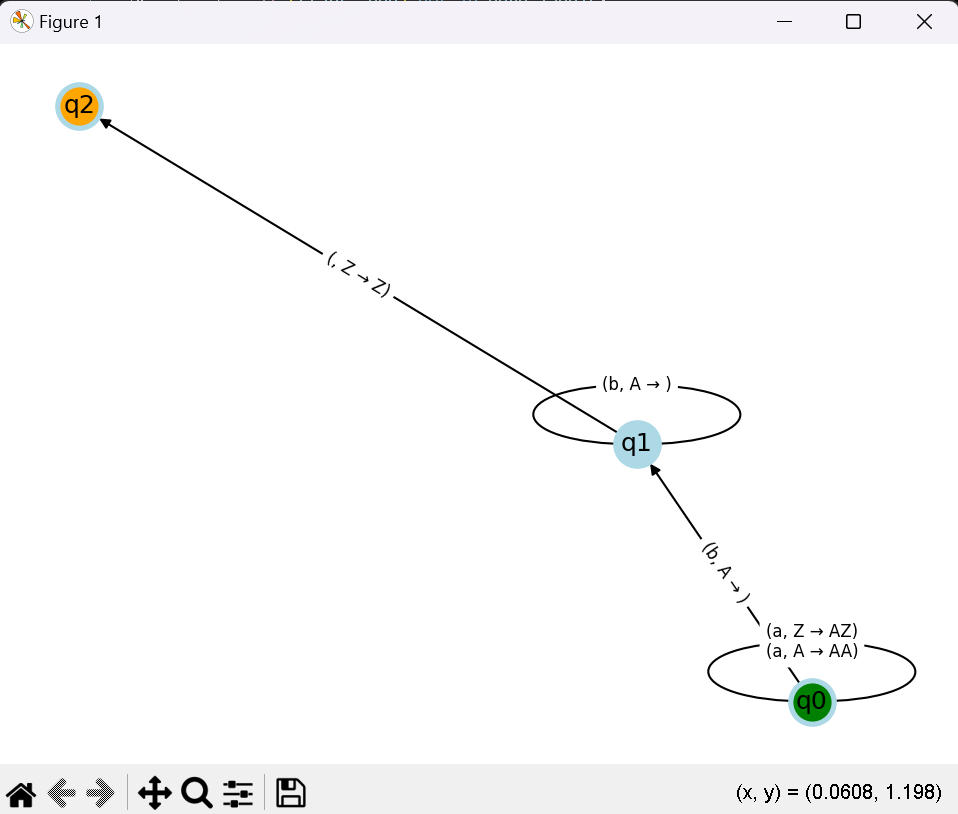 Figure 1
q2
(, Z → Z)
(b, A → )
q1
(b, A → )
(a, Z → AZ)
(a, A → AA)
q0
(x, y) = (0.0608, 1.198)